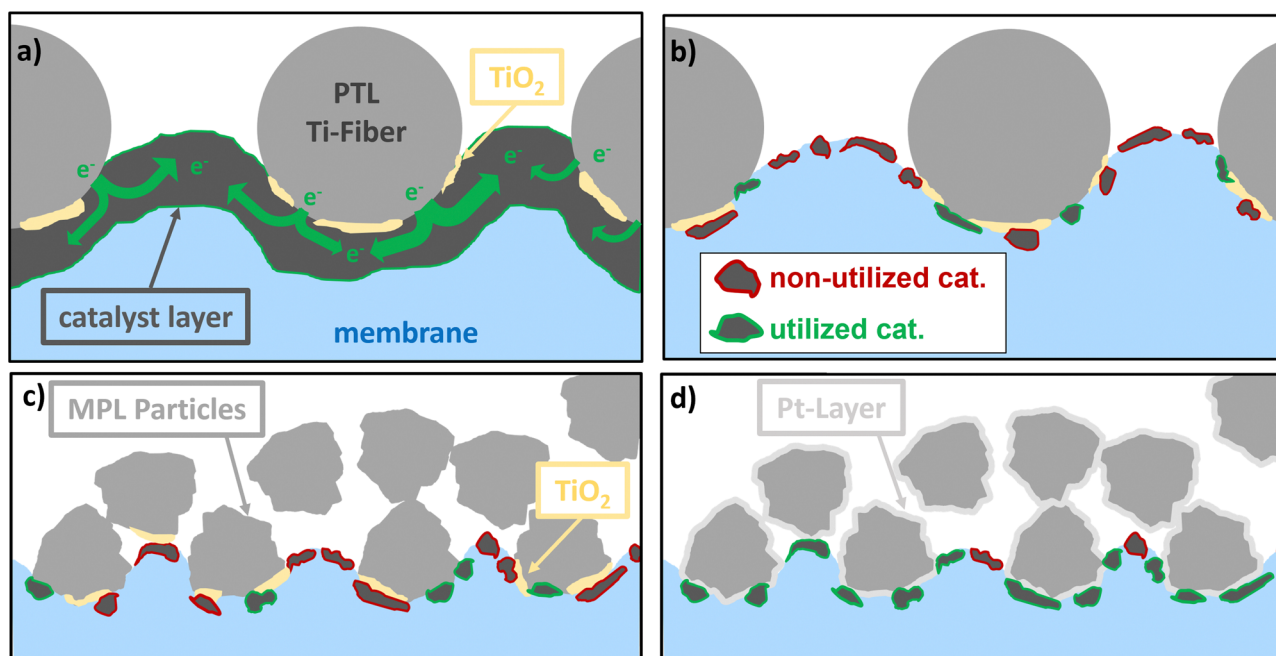 a)
TiO₂
PTL
Ti-Fiber
e⁻
e⁻
e⁻
e⁻
e⁻
e⁻
e⁻
catalyst layer
membrane
b)
non-utilized cat.
utilized cat.
c)
MPL Particles
TiO₂
d)
Pt-Layer